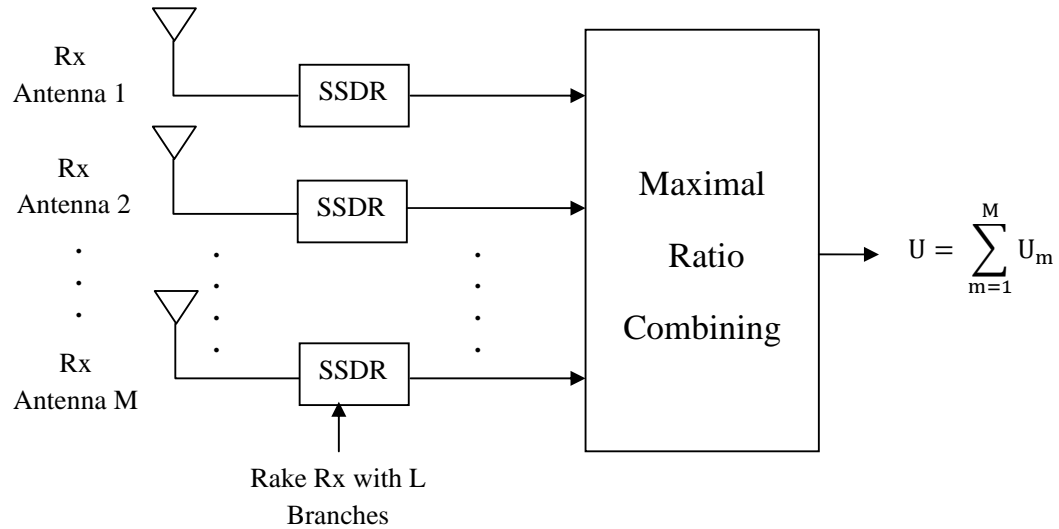 Rx
Antenna 1
SSDR
Rx
Antenna 2
SSDR
Rx
Antenna M
SSDR
Rake Rx with L
Branches
Maximal
Ratio
Combining
U = ∑_{m=1}^{M} U_m